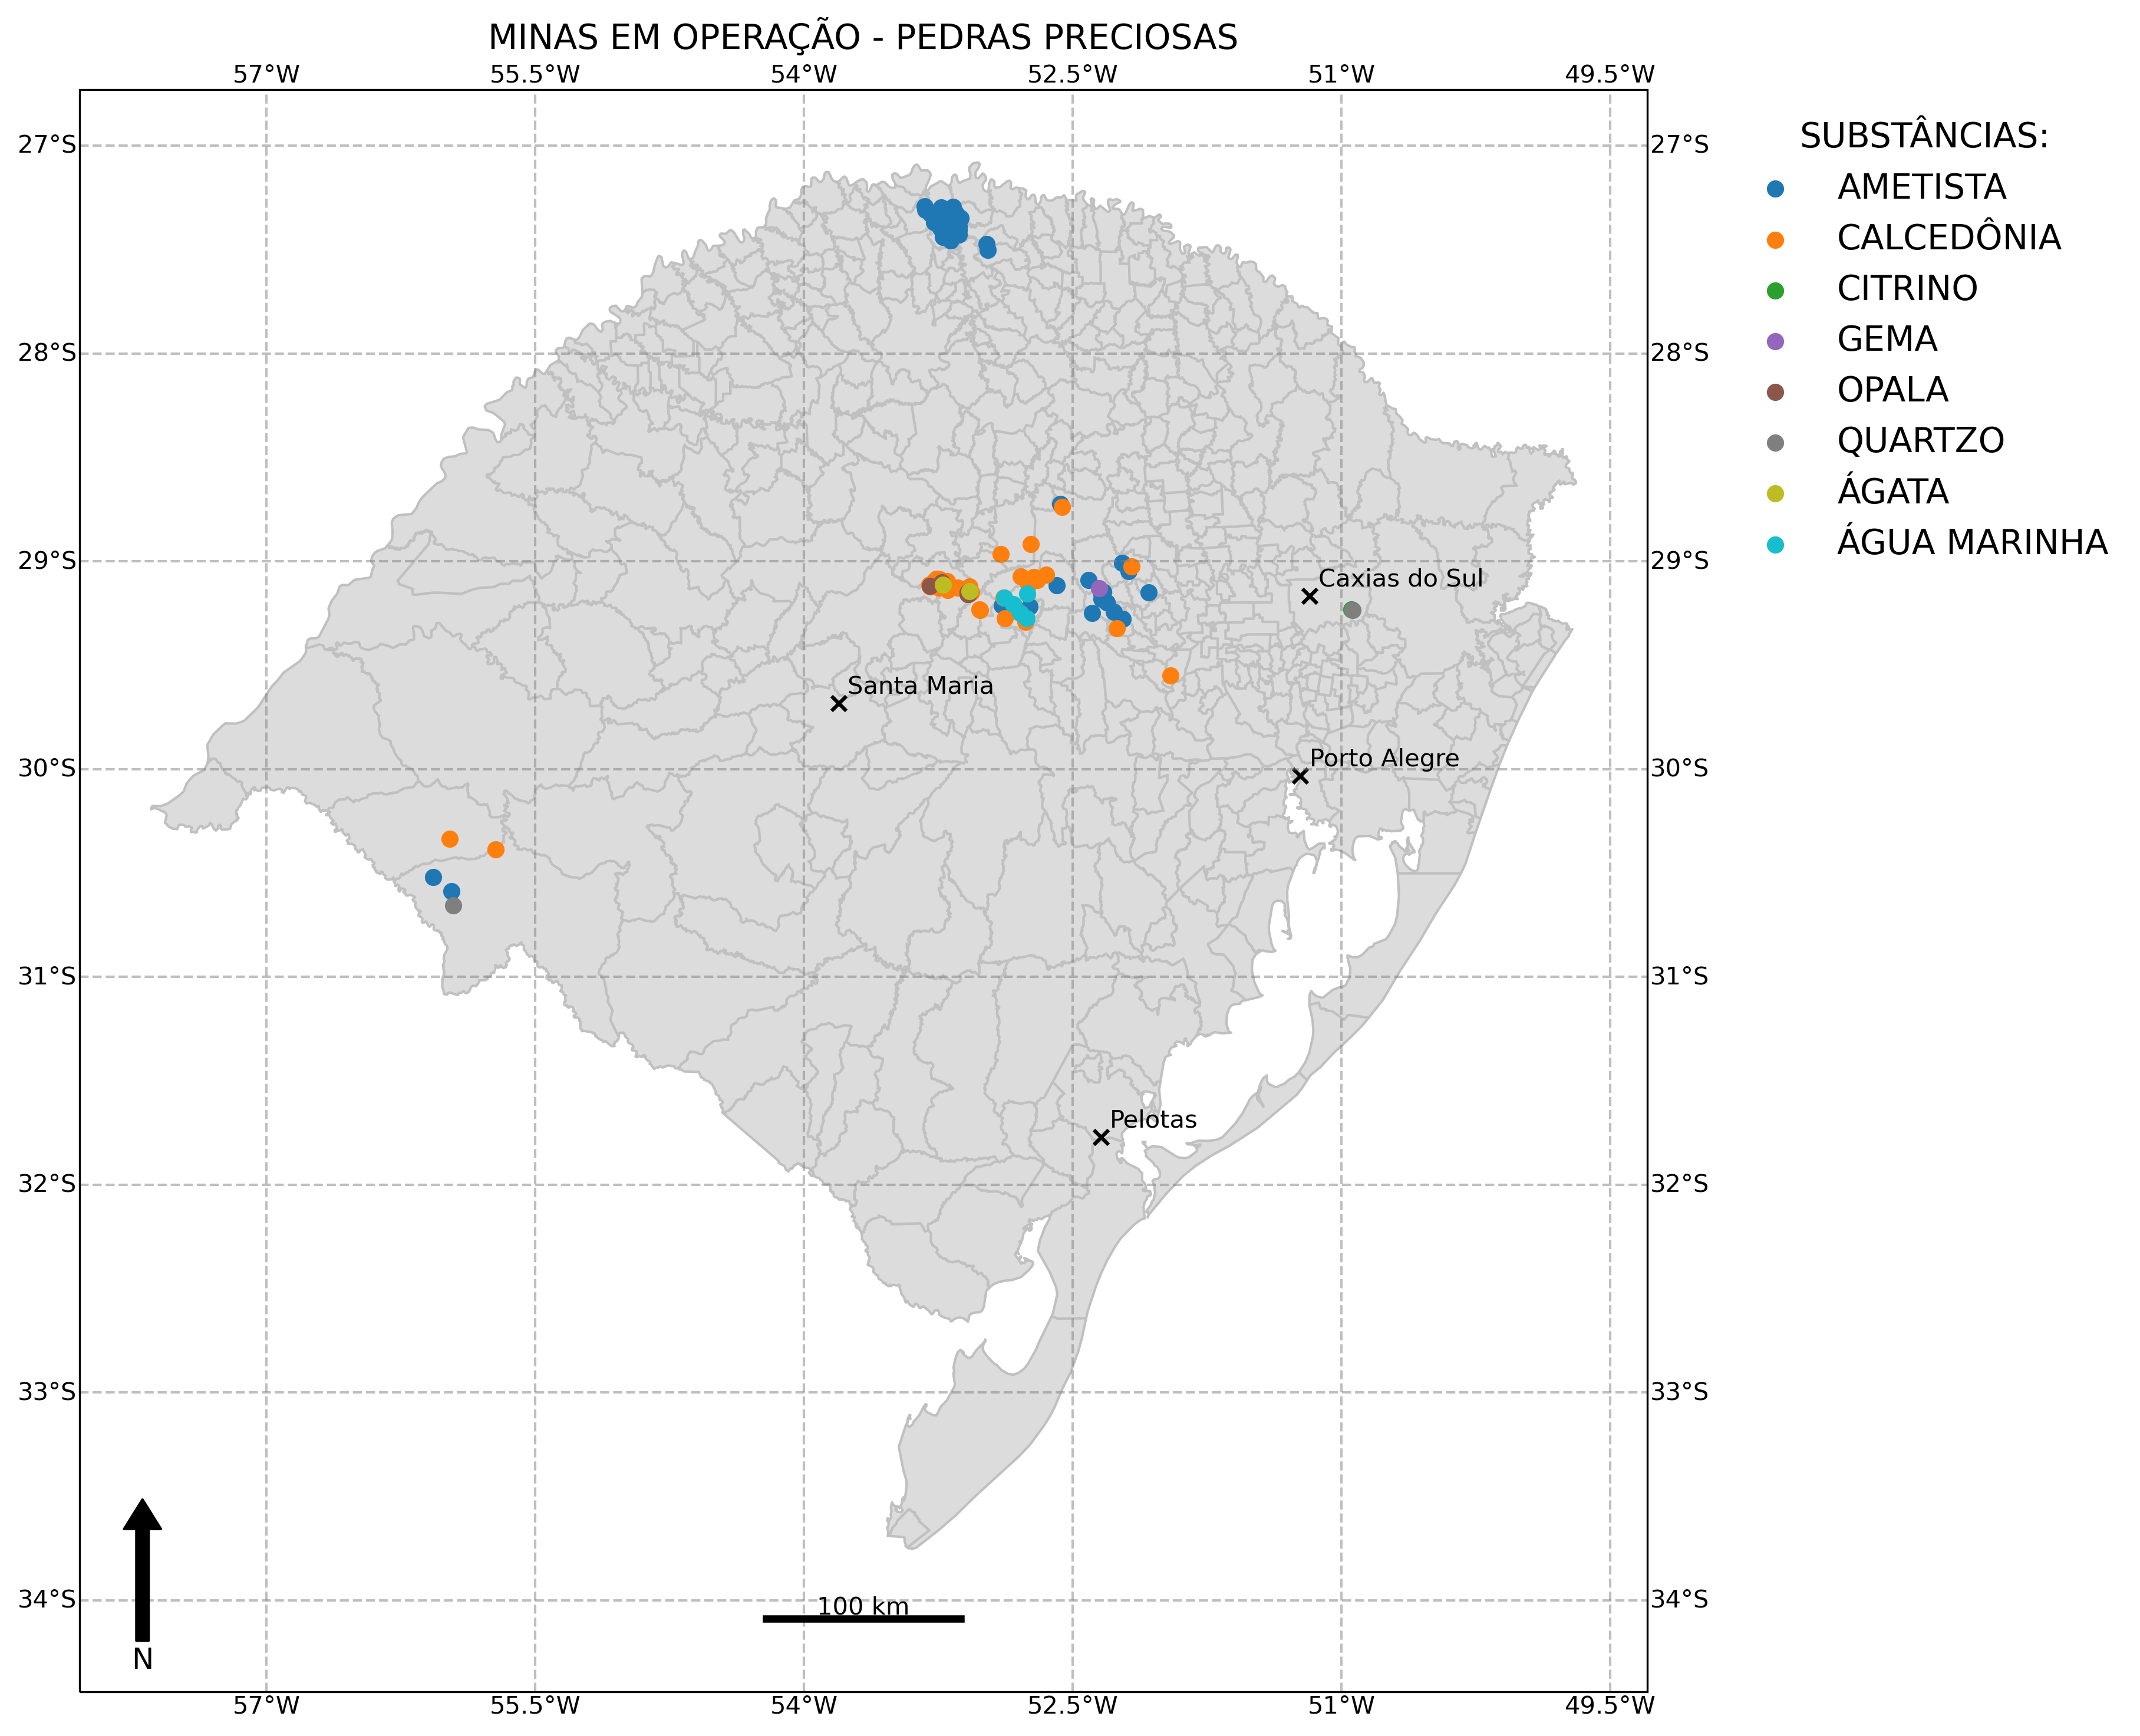 MINAS EM OPERAÇÃO - PEDRAS PRECIOSAS
57°W 55.5°W 54°W 52.5°W 51°W 49.5°W
SUBSTÂNCIAS:
AMETISTA
CALCEDÔNIA
CITRINO
GEMA
OPALA
QUARTZO
ÁGATA
ÁGUA MARINHA
27°S 27°S
28°S 28°S
29°S 29°S
Caxias do Sul
Santa Maria
Porto Alegre
30°S 30°S
31°S 31°S
Pelotas
32°S 32°S
33°S 33°S
34°S 34°S
100 km
N
57°W 55.5°W 54°W 52.5°W 51°W 49.5°W